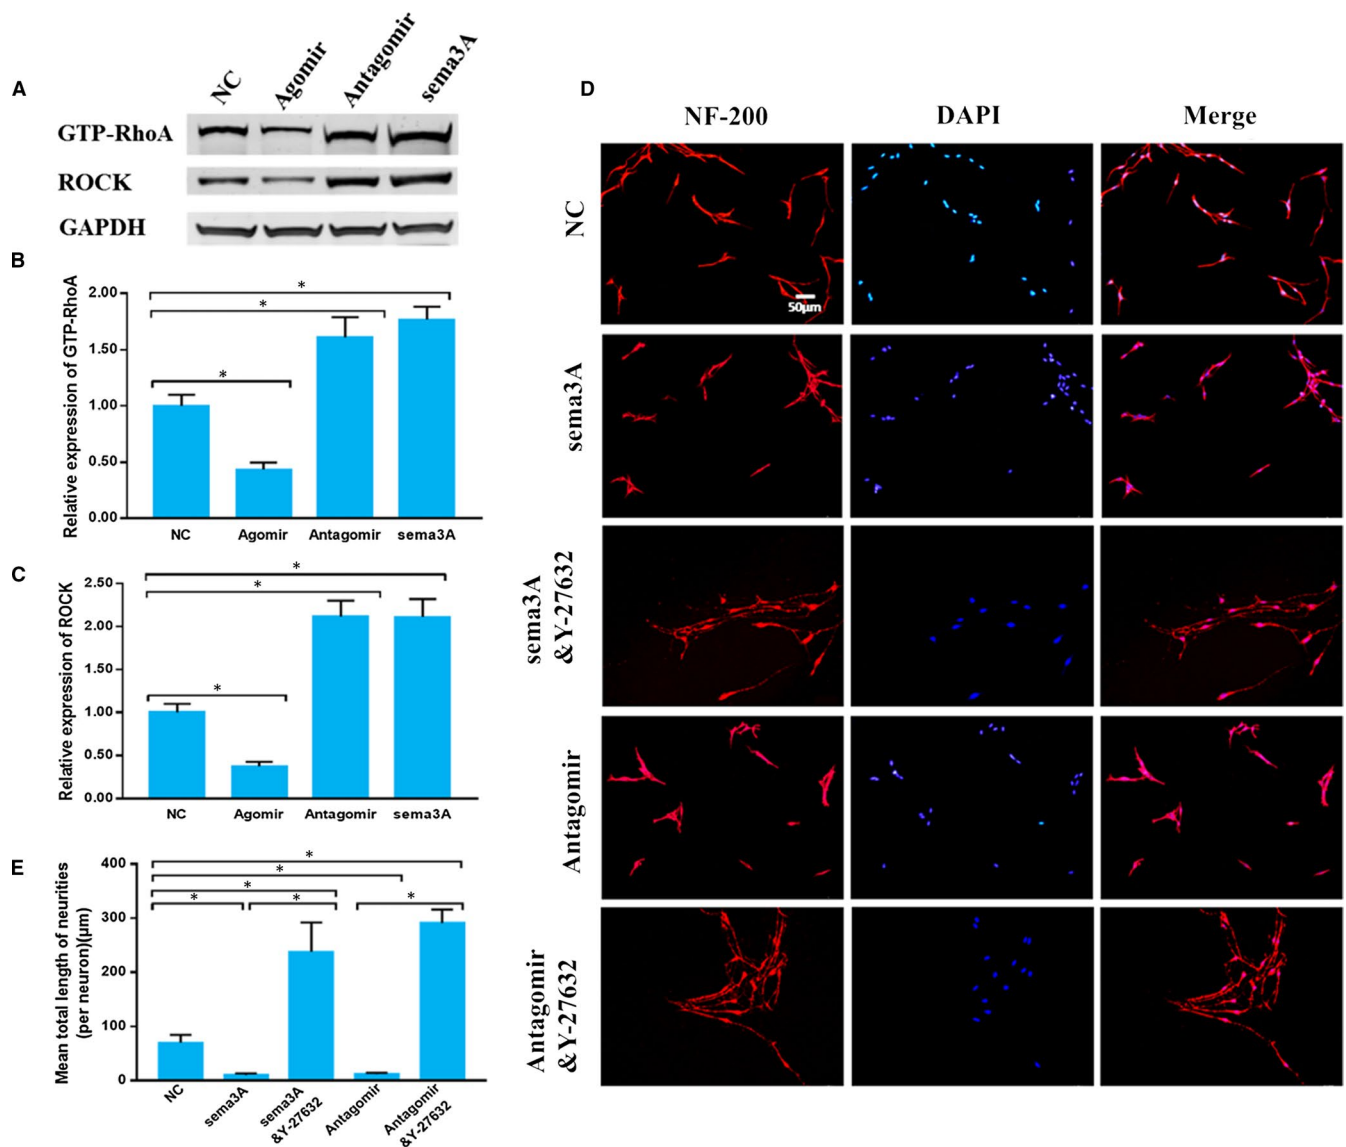 A
NC
Agomir
Antagomir
sema3A
GTP-RhoA
ROCK
GAPDH
B
Relative expression of GTP-RhoA
2.00
1.50
1.00
0.50
0.00
*
*
*
NC
Agomir
Antagomir
sema3A
C
Relative expression of ROCK
2.50
2.00
1.50
1.00
0.50
0.00
*
*
*
NC
Agomir
Antagomir
sema3A
E
Mean total length of neurities
(per neuron)(μm)
400
300
200
100
0
*
*
*
*
*
*
NC
sema3A
sema3A
&Y-27632
Antagomir
Antagomir
&Y-27632
D
NF-200
DAPI
Merge
NC
50μm
sema3A
sema3A
&Y-27632
Antagomir
Antagomir
&Y-27632